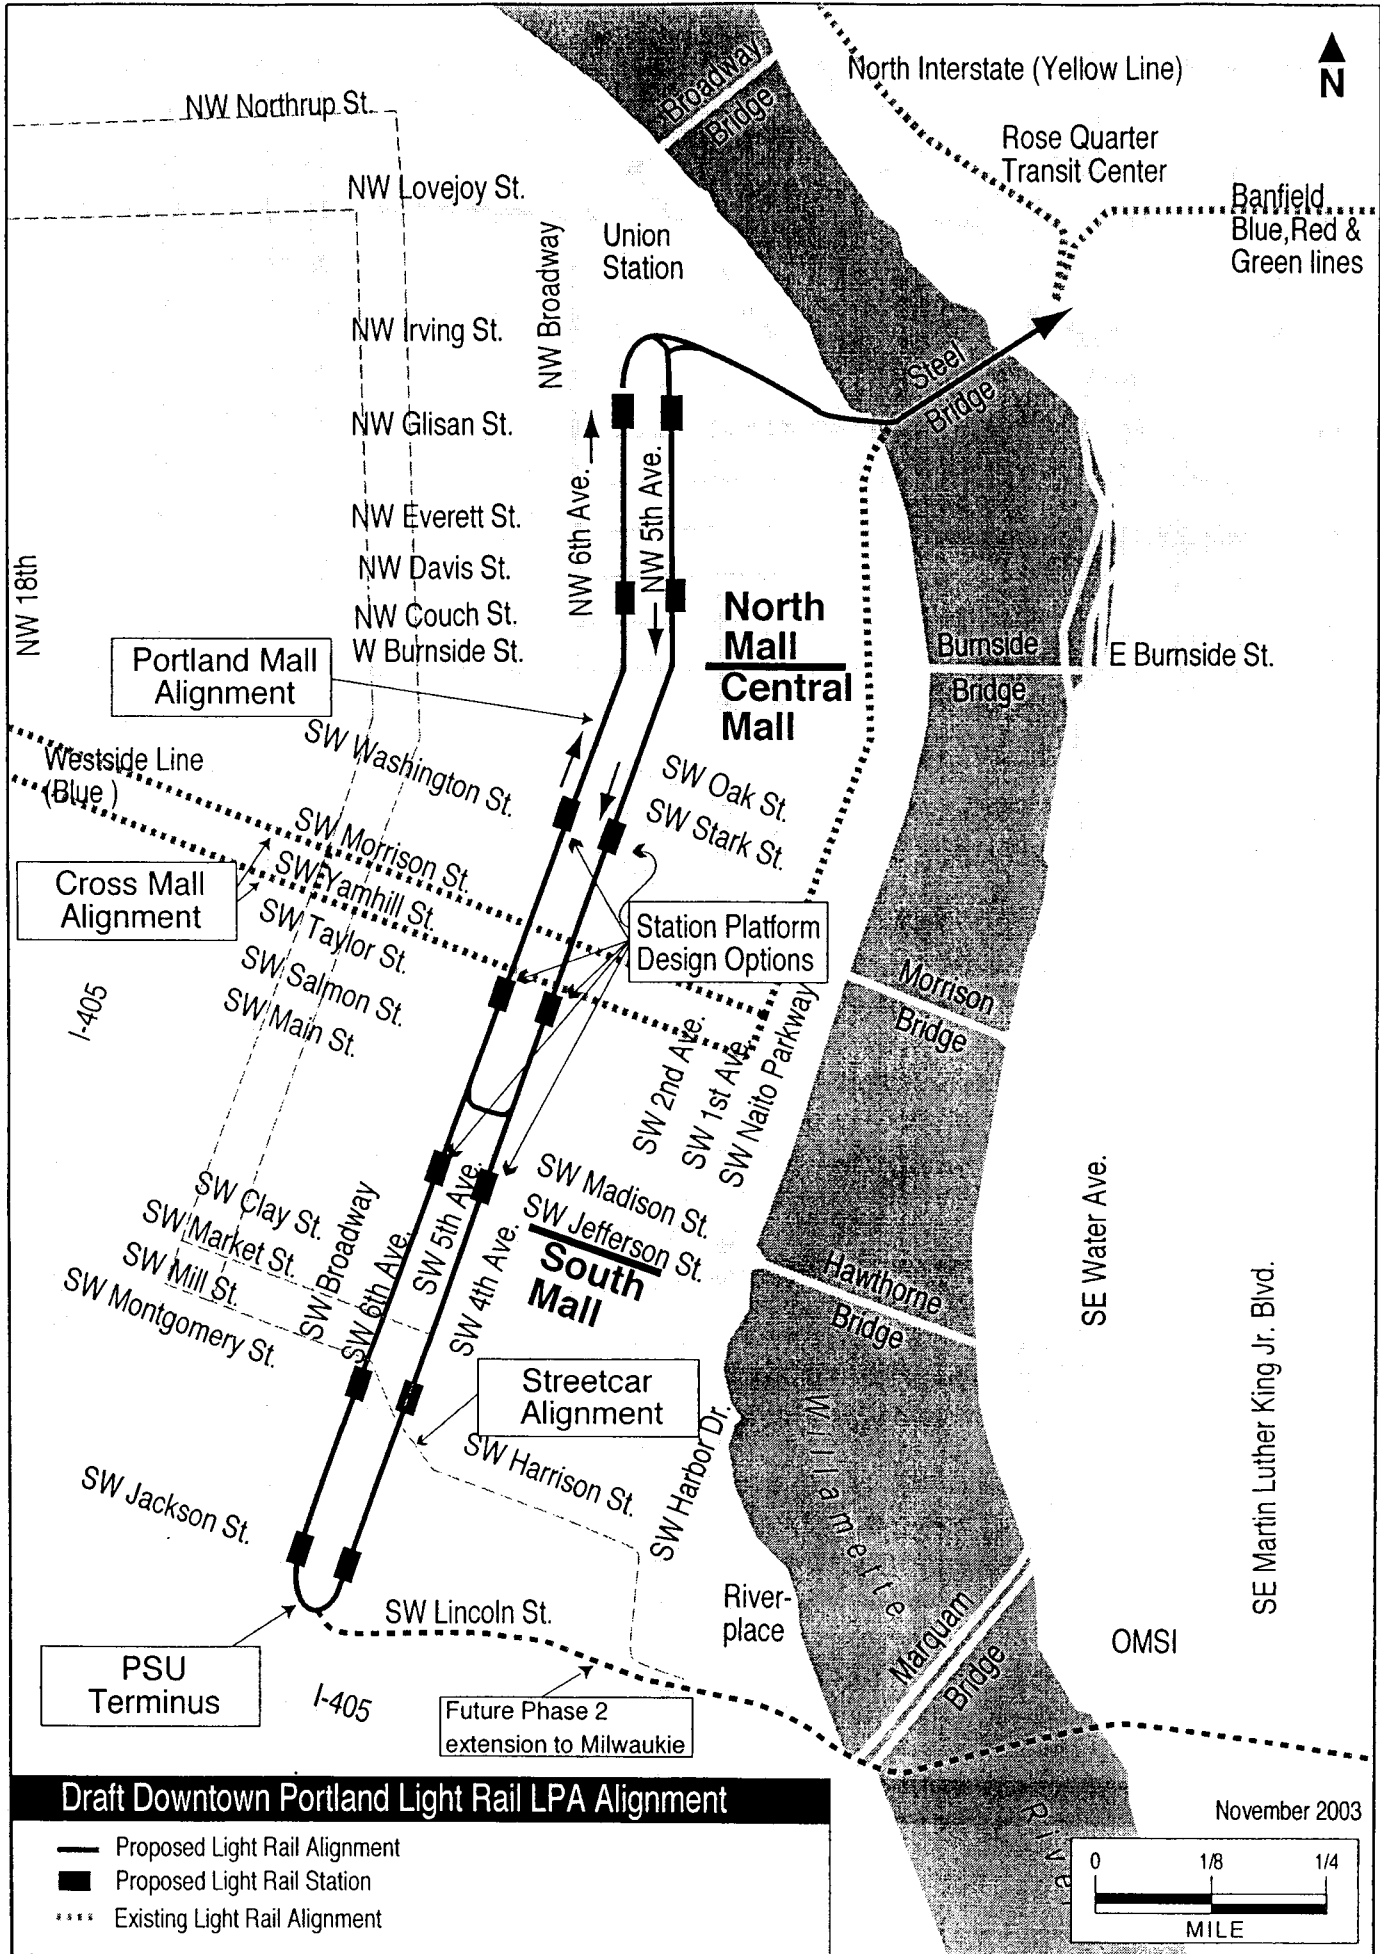 Broadway
Bridge
North Interstate (Yellow Line)
N
NW Northrup St.
Rose Quarter
Transit Center
NW Lovejoy St.
Banfield
Blue,Red &
Green lines
NW Broadway
Union
Station
NW Irving St.
Steel
Bridge
NW Glisan St.
NW 6th Ave.
NW 5th Ave.
NW Everett St.
NW 18th
NW Davis St.
NW Couch St.
W Burnside St.
North
Mall
Central
Mall
Burnside
Bridge
E Burnside St.
Portland Mall
Alignment
SW Washington St.
Westside Line
(Blue )
SW Oak St.
SW Stark St.
SW Morrison St.
SW Yamhill St.
Cross Mall
Alignment
SW Taylor St.
SW Salmon St.
SW Main St.
Station Platform
Design Options
I-405
Morrison
Bridge
SW 2nd Ave.
SW 1st Ave.
SW Naito Parkway
SW Madison St.
SW Jefferson St.
South
Mall
SW Clay St.
SW Market St.
SW Mill St.
SW Montgomery St.
SW Broadway
SW 6th Ave.
SW 5th Ave.
SW 4th Ave.
Hawthorne
Bridge
SE Water Ave.
SE Martin Luther King Jr. Blvd.
Streetcar
Alignment
SW Harrison St.
SW Harbor Dr.
Willamette
SW Jackson St.
SW Lincoln St.
River-
place
Marquam
Bridge
OMSI
PSU
Terminus
I-405
Future Phase 2
extension to Milwaukie
River
Draft Downtown Portland Light Rail LPA Alignment
Proposed Light Rail Alignment
Proposed Light Rail Station
Existing Light Rail Alignment
November 2003
0 1/8 1/4
MILE